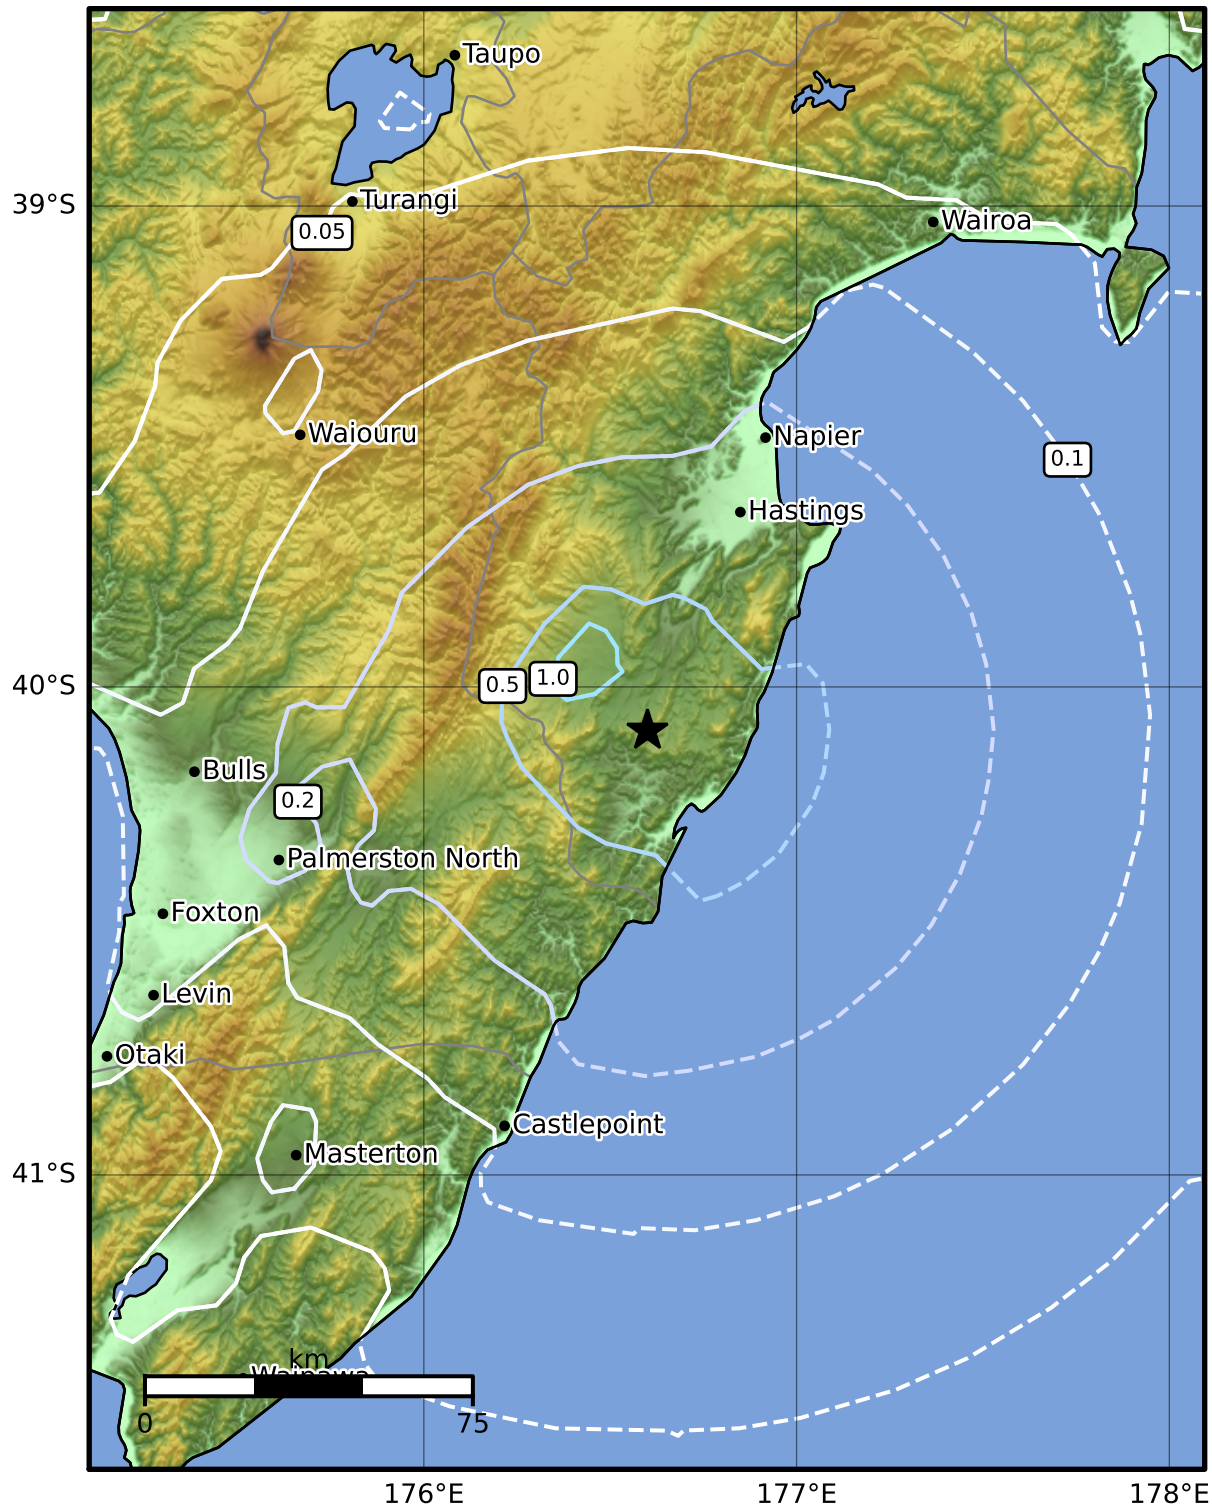 Taupo
39°S
Turangi
0.05
Wairoa
Waiouru
Napier
0.1
Hastings
40°S
0.5
1.0
Bulls
0.2
Palmerston North
Foxton
Levin
Otaki
Castlepoint
Masterton
41°S
km
Waipawa
0
75
176°E
177°E
178°E